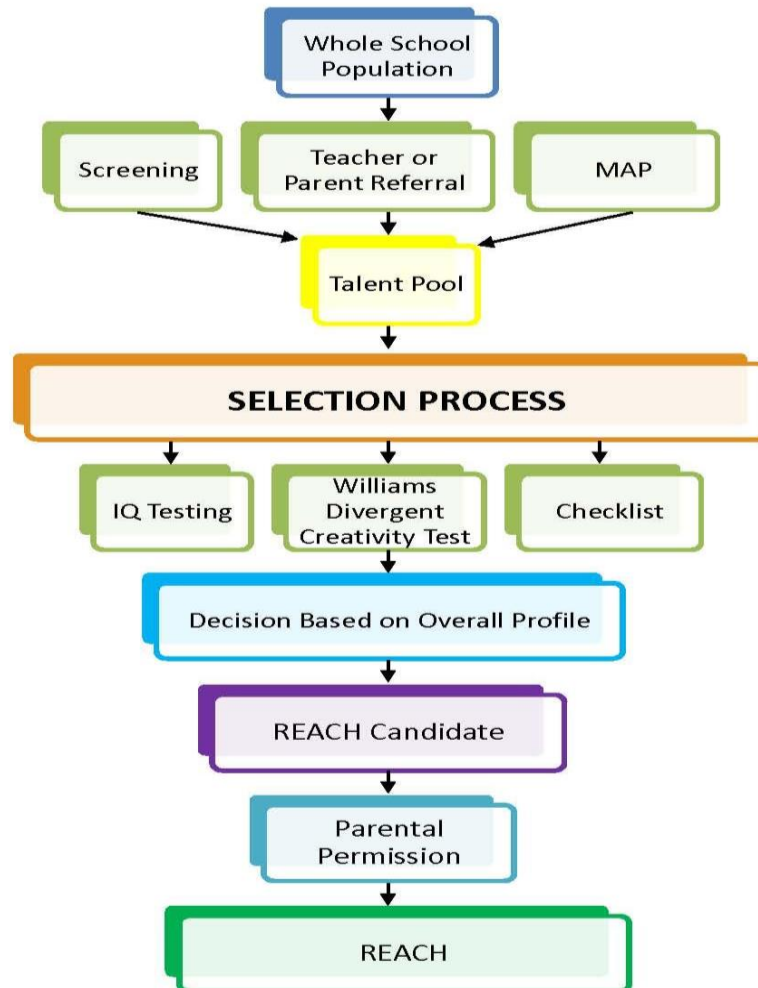 Whole School
Population
Screening
Teacher or
Parent Referral
MAP
Talent Pool
SELECTION PROCESS
IQ Testing
Williams
Divergent
Creativity Test
Checklist
Decision Based on Overall Profile
REACH Candidate
Parental
Permission
REACH